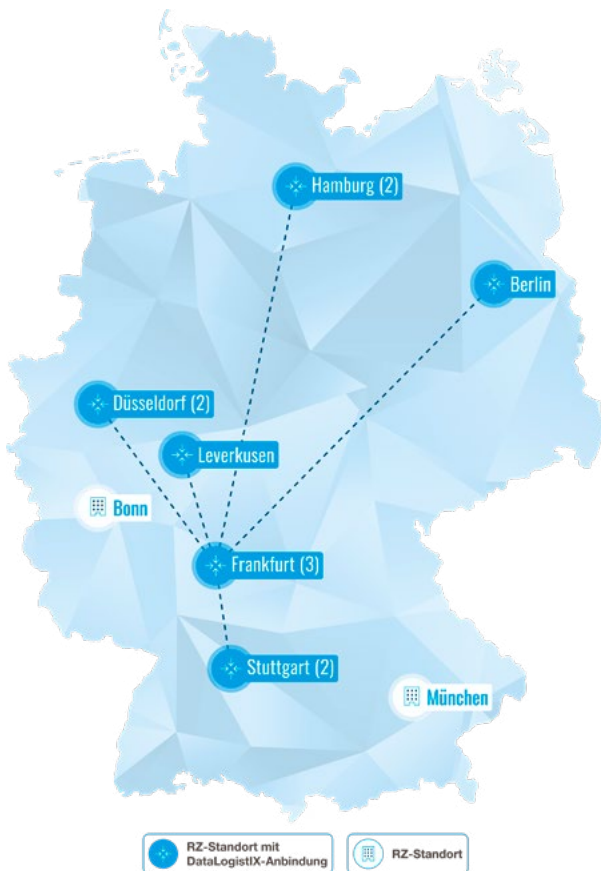 Hamburg (2)
Berlin
Düsseldorf (2)
Leverkusen
Bonn
Frankfurt (3)
Stuttgart (2)
München
RZ-Standort mit
DataLogistIX-Anbindung
RZ-Standort